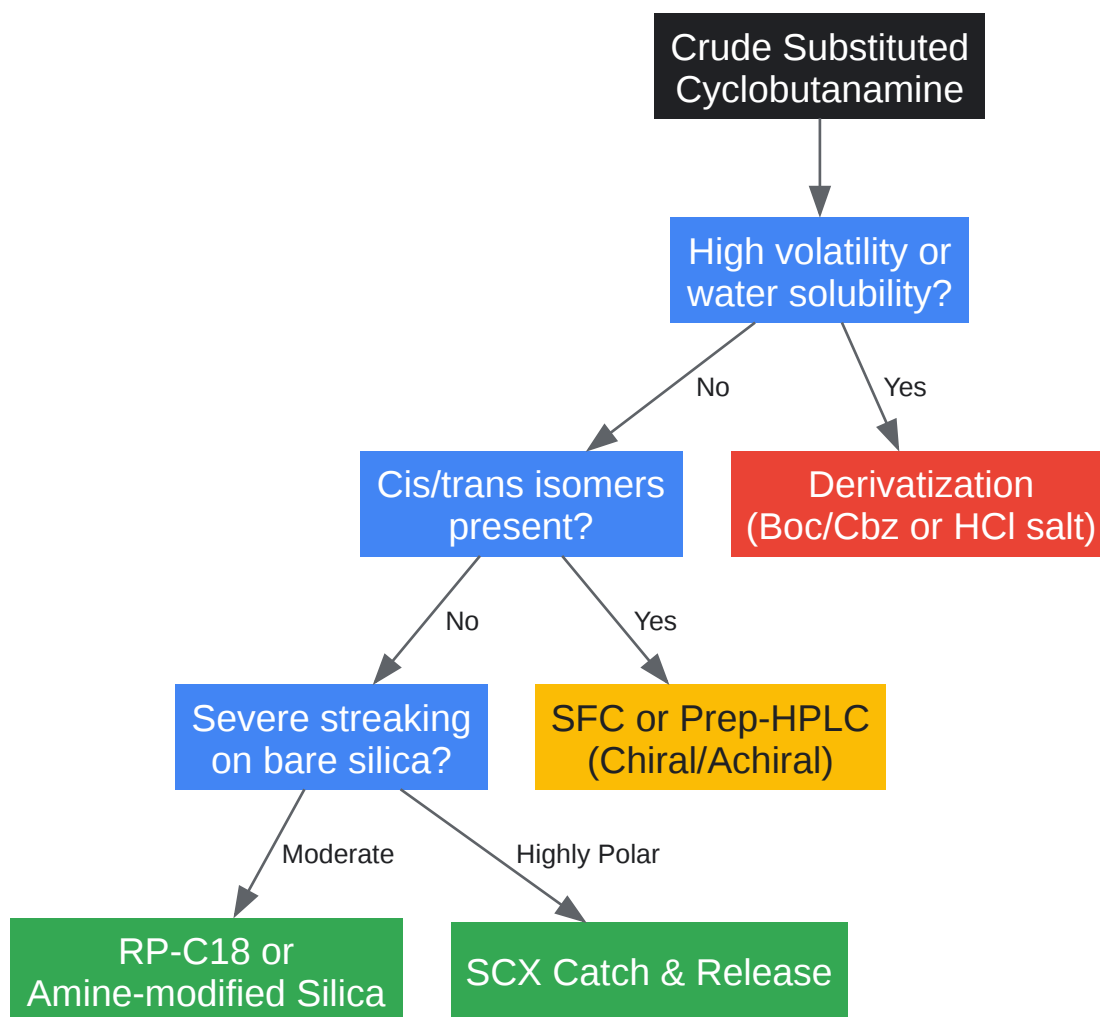 Crude Substituted
Cyclobutanamine
High volatility or
water solubility?
No
Yes
Cis/trans isomers
present?
Derivatization
(Boc/Cbz or HCl salt)
No
Yes
Severe streaking
on bare silica?
SFC or Prep-HPLC
(Chiral/Achiral)
Moderate
Highly Polar
RP-C18 or
Amine-modified Silica
SCX Catch & Release